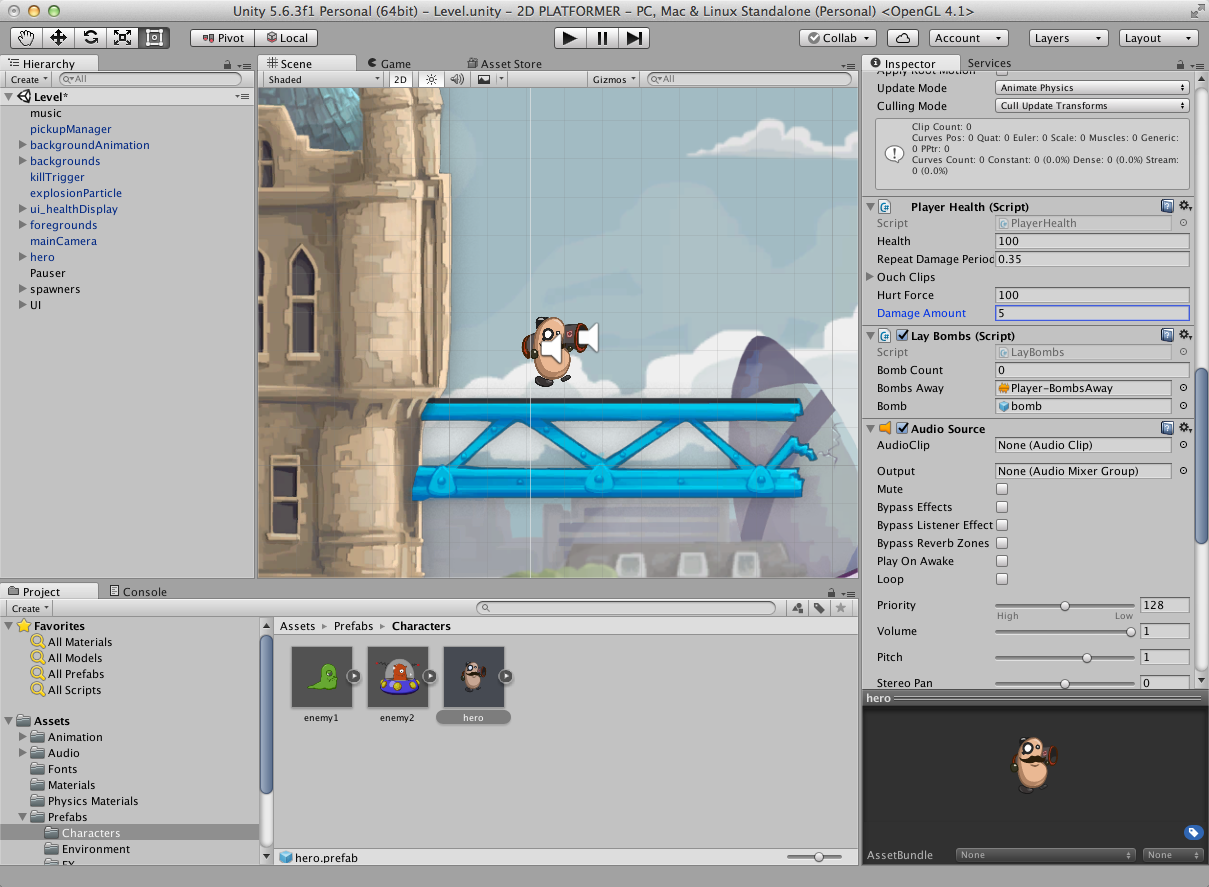 Unity 5.6.3f1 Personal (64bit) – Level.unity – 2D PLATFORMER – PC, Mac & Linux Standalone (Personal) <OpenGL 4.1>
Pivot Local Collab Account Layers Layout
Hierarchy
Create All
Level*
music
pickupManager
backgroundAnimation
backgrounds
killTrigger
explosionParticle
ui_healthDisplay
foregrounds
mainCamera
hero
Pauser
spawners
UI
Scene Game Asset Store
Shaded 2D Gizmos All
Inspector Services
Apply Root Motion
Update Mode Animate Physics
Culling Mode Cull Update Transforms
Clip Count: 0
Curves Pos: 0 Quat: 0 Euler: 0 Scale: 0 Muscles: 0 Generic:
0 PPtr: 0
Curves Count: 0 Constant: 0 (0.0%) Dense: 0 (0.0%) Stream:
0 (0.0%)
Player Health (Script)
Script PlayerHealth
Health 100
Repeat Damage Period 0.35
Ouch Clips
Hurt Force 100
Damage Amount 5
Lay Bombs (Script)
Script LayBombs
Bomb Count 0
Bombs Away Player-BombsAway
Bomb bomb
Audio Source
AudioClip None (Audio Clip)
Output None (Audio Mixer Group)
Mute
Bypass Effects
Bypass Listener Effect
Bypass Reverb Zones
Play On Awake
Loop
Priority 128
High Low
Volume 1
Pitch 1
Stereo Pan 0
hero
AssetBundle None None
Project Console
Create
Favorites
All Materials
All Models
All Prefabs
All Scripts
Assets
Animation
Audio
Fonts
Materials
Physics Materials
Prefabs
Characters
Environment
FX
Assets ▸ Prefabs ▸ Characters
enemy1 enemy2 hero
hero.prefab